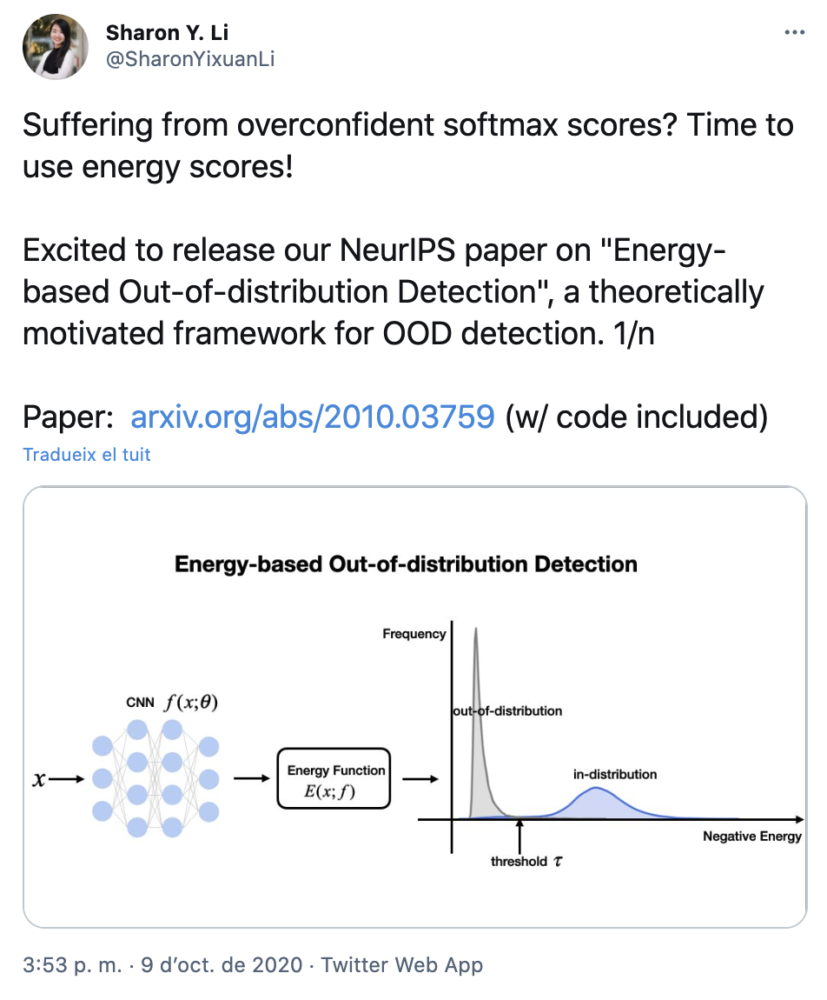 Sharon Y. Li
@SharonYixuanLi
Suffering from overconfident softmax scores? Time to
use energy scores!
Excited to release our NeurIPS paper on "Energy-
based Out-of-distribution Detection", a theoretically
motivated framework for OOD detection. 1/n
Paper: arxiv.org/abs/2010.03759 (w/ code included)
Tradueix el tuit
Energy-based Out-of-distribution Detection
Frequency
CNN f(x;θ)
out-of-distribution
x
Energy Function
E(x; f)
in-distribution
Negative Energy
threshold τ
3:53 p. m. · 9 d’oct. de 2020 · Twitter Web App